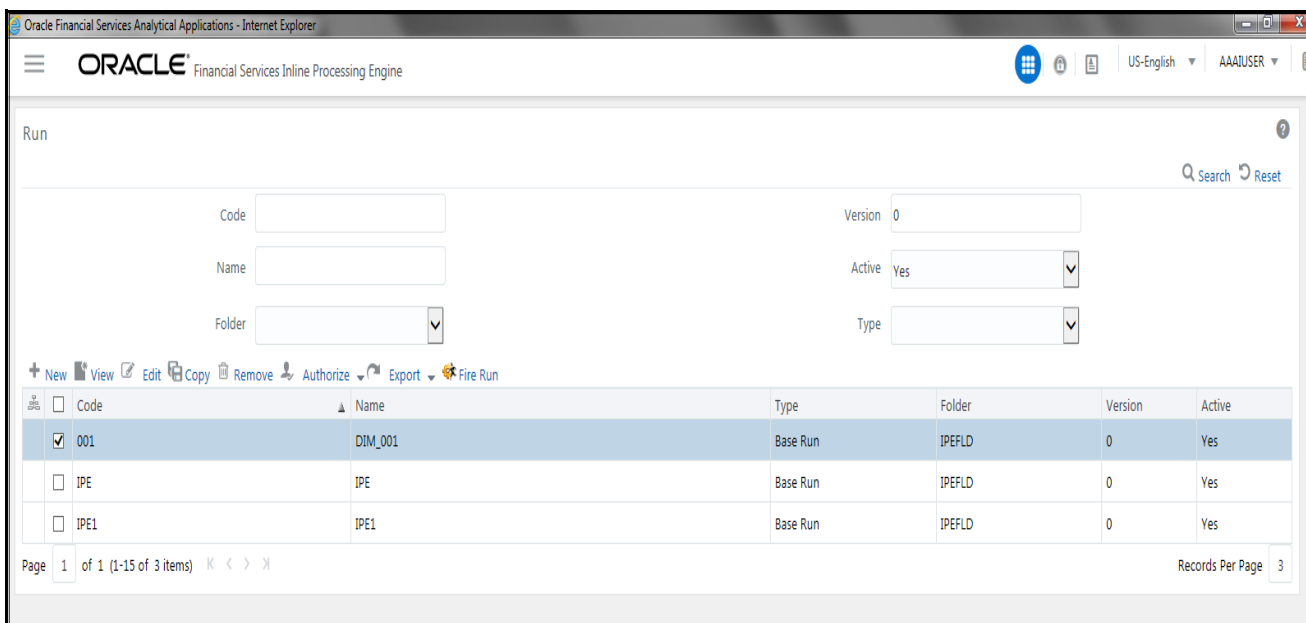 Oracle Financial Services Analytical Applications - Internet Explorer
ORACLE® Financial Services Inline Processing Engine US-English AAAIUSER
Run
Search Reset
Code Version 0
Name Active Yes
Folder Type
New View Edit Copy Remove Authorize Export Fire Run
Code Name Type Folder Version Active
001 DIM_001 Base Run IPEFLD 0 Yes
IPE IPE Base Run IPEFLD 0 Yes
IPE1 IPE1 Base Run IPEFLD 0 Yes
Page 1 of 1 (1-15 of 3 items) Records Per Page 3